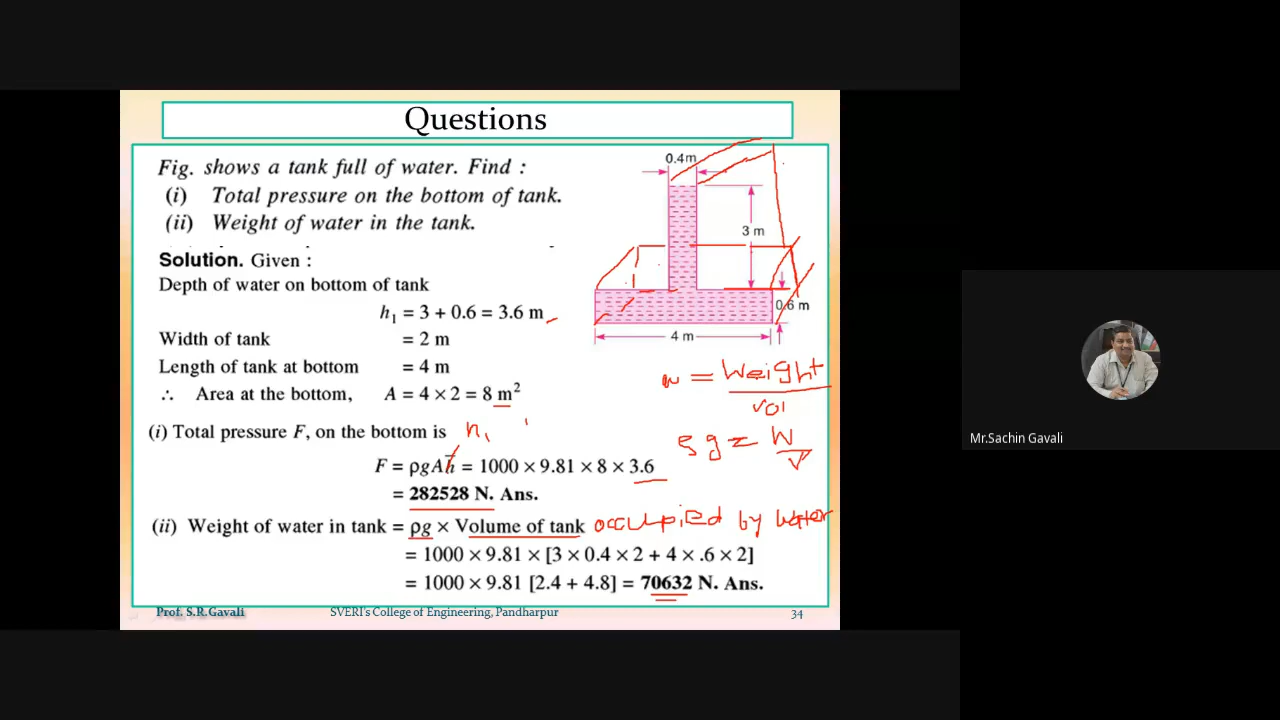 Questions
Fig. shows a tank full of water. Find :
(i) Total pressure on the bottom of tank.
(ii) Weight of water in the tank.
Solution. Given :
Depth of water on bottom of tank
h₁ = 3 + 0.6 = 3.6 m
Width of tank = 2 m
Length of tank at bottom = 4 m
∴ Area at the bottom, A = 4 × 2 = 8 m²
(i) Total pressure F, on the bottom is
F = ρgAh̄ = 1000 × 9.81 × 8 × 3.6
= 282528 N. Ans.
(ii) Weight of water in tank = ρg × Volume of tank occupied by water
= 1000 × 9.81 × [3 × 0.4 × 2 + 4 × .6 × 2]
= 1000 × 9.81 [2.4 + 4.8] = 70632 N. Ans.
0.4m
3 m
0.6 m
4 m
w = Weight
vol
ρg = W
V
h₁
Prof. S.R.Gavali
SVERI's College of Engineering, Pandharpur
34
Mr.Sachin Gavali